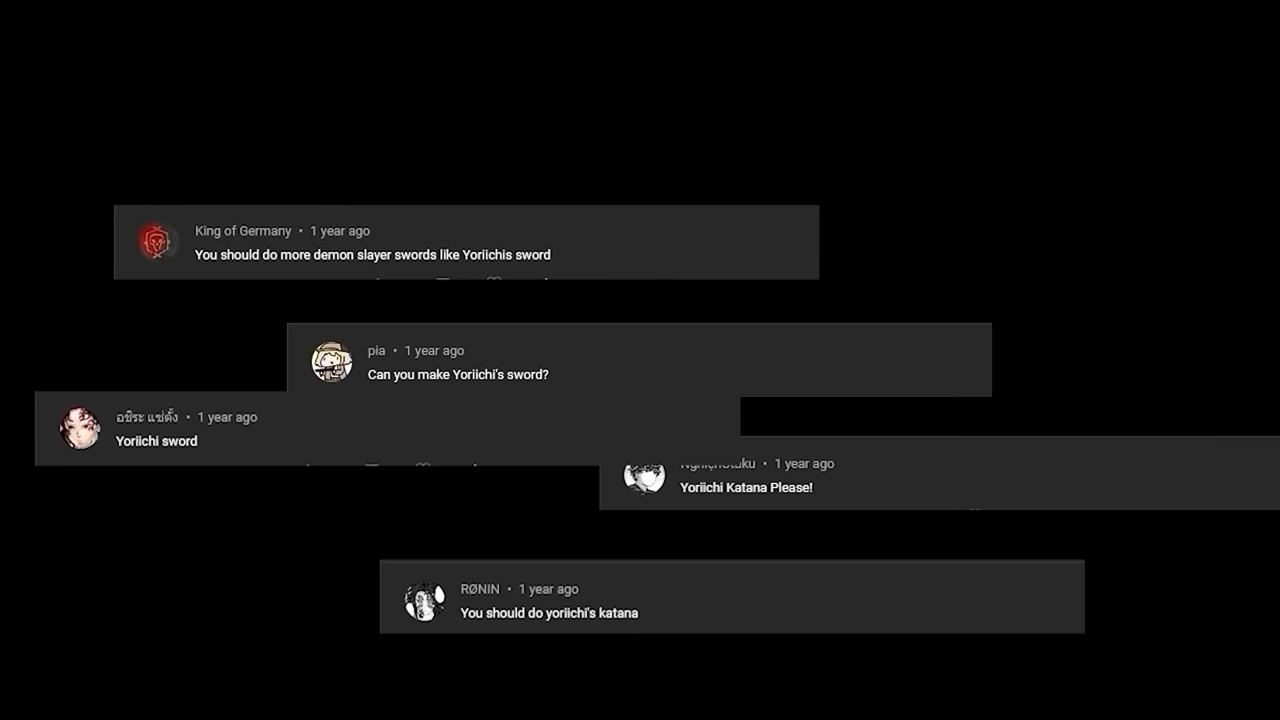 King of Germany • 1 year ago
You should do more demon slayer swords like Yoriichis sword
pia • 1 year ago
Can you make Yoriichi's sword?
อชิระ แซ่ตั้ง • 1 year ago
Yoriichi sword
• 1 year ago
Yoriichi Katana Please!
RØNIN • 1 year ago
You should do yoriichi's katana